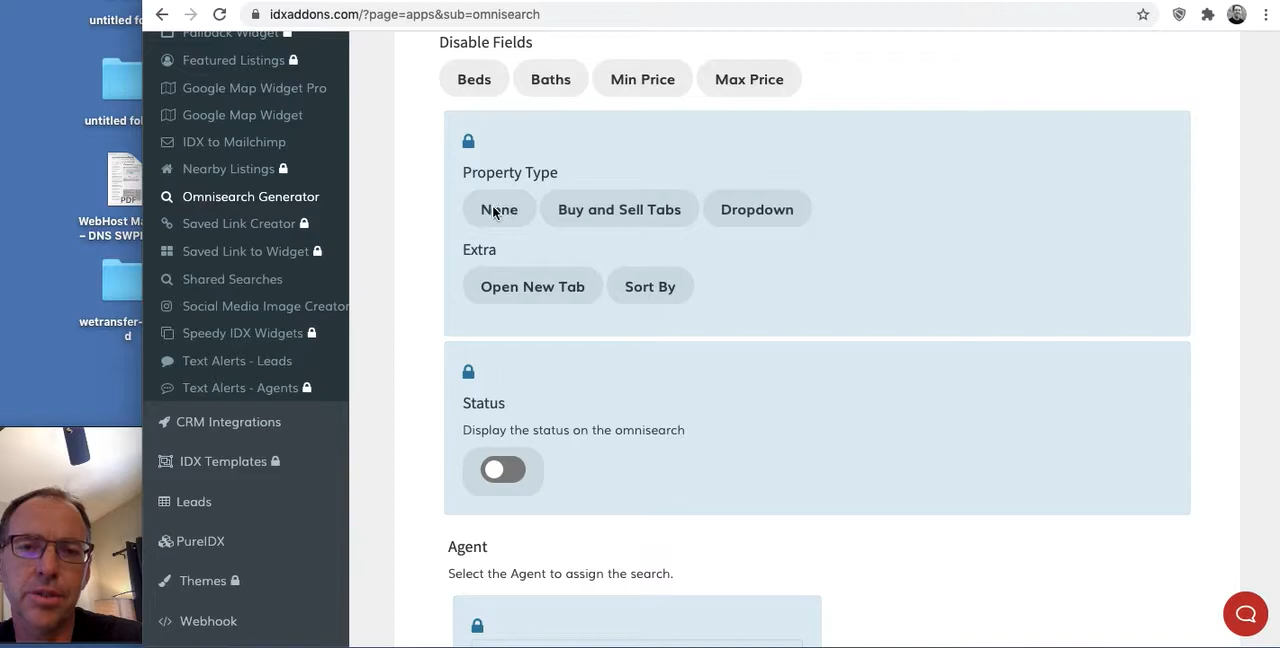 untitled fo
idxaddons.com/?page=apps&sub=omnisearch
untitled fol
PDF
WebHost Ma
– DNS SWPI
wetransfer-
d
Fallback Widget
Featured Listings
Google Map Widget Pro
Google Map Widget
IDX to Mailchimp
Nearby Listings
Omnisearch Generator
Saved Link Creator
Saved Link to Widget
Shared Searches
Social Media Image Creator
Speedy IDX Widgets
Text Alerts - Leads
Text Alerts - Agents
CRM Integrations
IDX Templates
Leads
PureIDX
Themes
Webhook
Disable Fields
Beds Baths Min Price Max Price
Property Type
None Buy and Sell Tabs Dropdown
Extra
Open New Tab Sort By
Status
Display the status on the omnisearch
Agent
Select the Agent to assign the search.